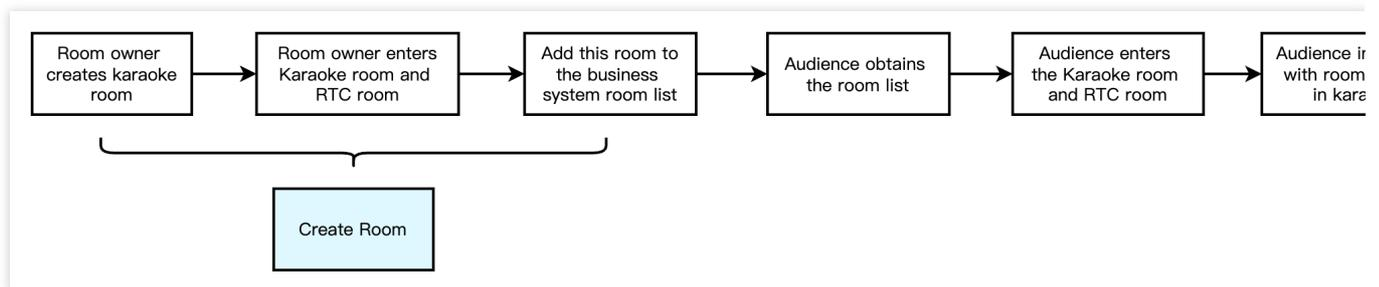 Room owner
creates karaoke
room
Room owner enters
Karaoke room and
RTC room
Add this room to
the business
system room list
Audience obtains
the room list
Audience enters
the Karaoke room
and RTC room
Audience
with room
in
Create Room